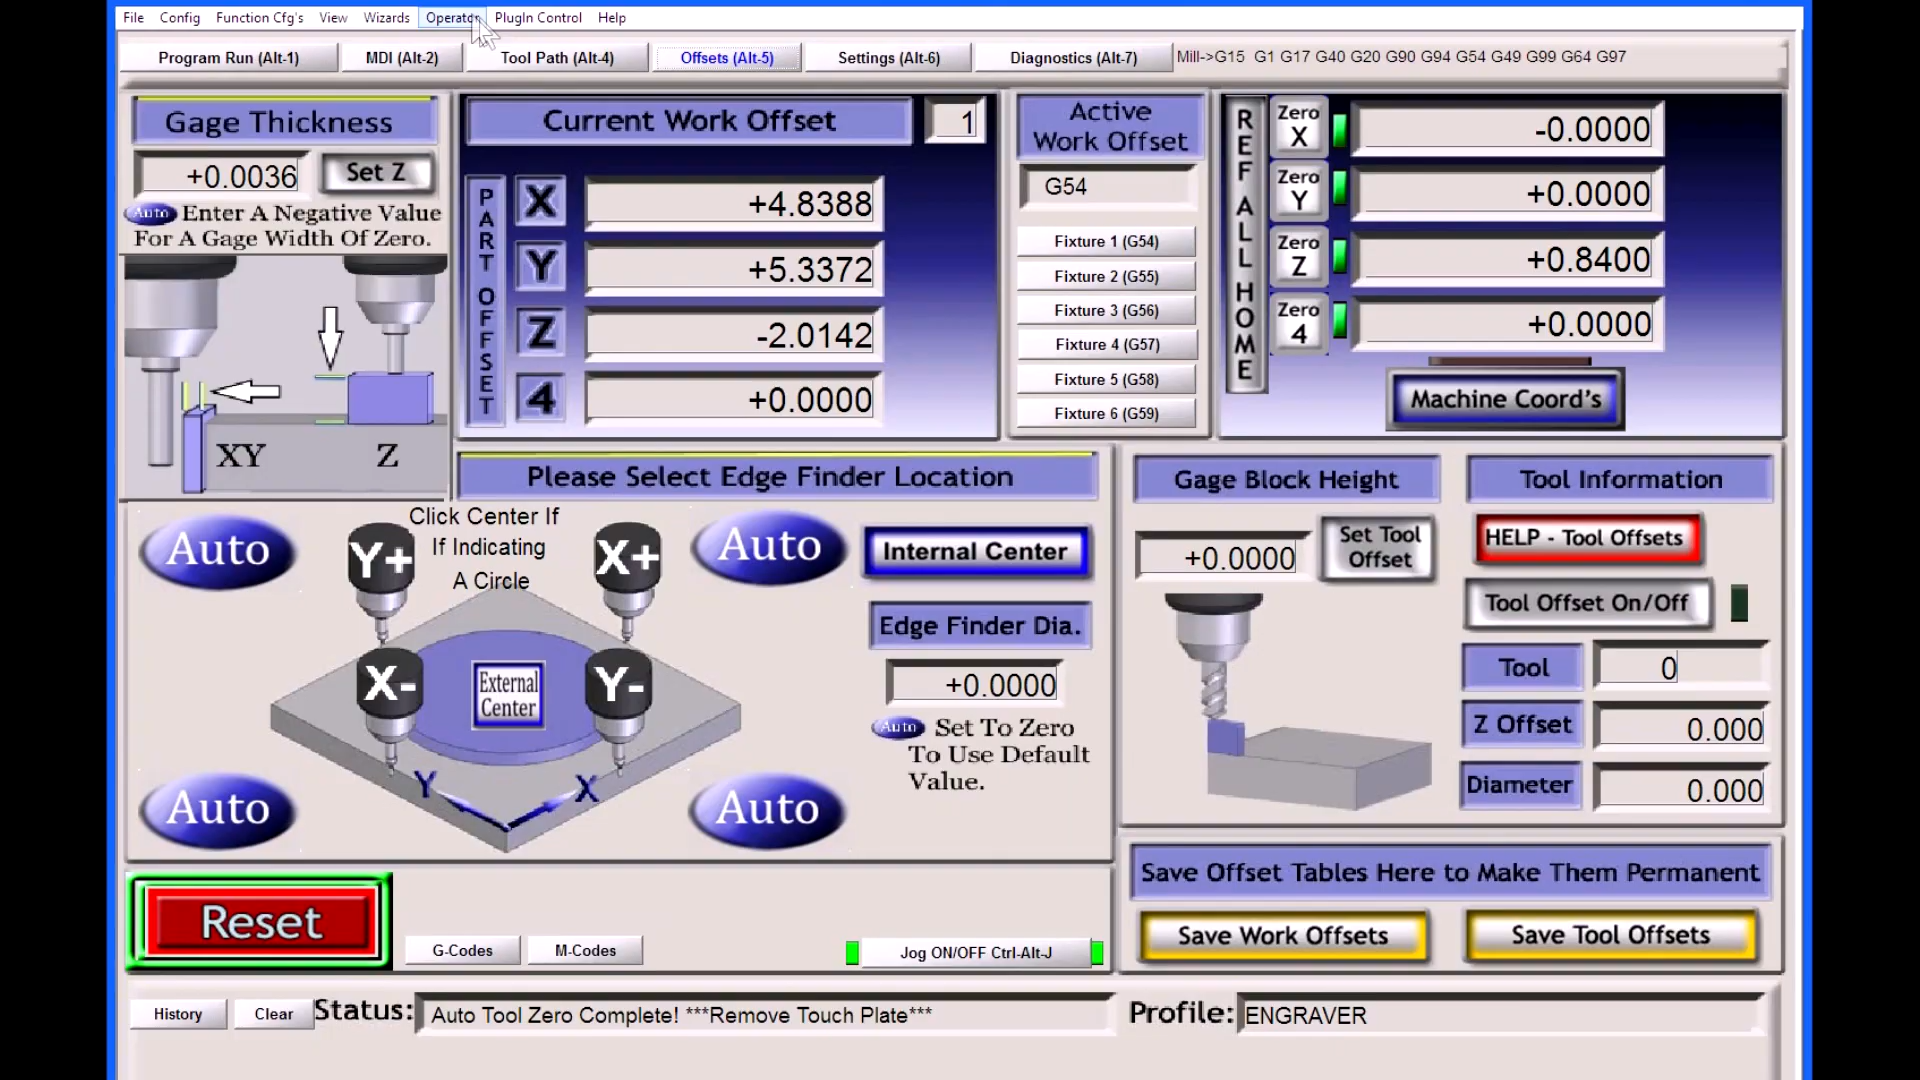 File Config Function Cfg's View Wizards Operator PlugIn Control Help
Program Run (Alt-1) MDI (Alt-2) Tool Path (Alt-4) Offsets (Alt-5) Settings (Alt-6) Diagnostics (Alt-7) Mill->G15 G1 G17 G40 G20 G90 G94 G54 G49 G99 G64 G97
Gage Thickness
+0.0036 Set Z
Auto Enter A Negative Value
For A Gage Width Of Zero.
XY Z
Current Work Offset 1
PART OFFSET
X +4.8388
Y +5.3372
Z -2.0142
4 +0.0000
Active
Work Offset
G54
Fixture 1 (G54)
Fixture 2 (G55)
Fixture 3 (G56)
Fixture 4 (G57)
Fixture 5 (G58)
Fixture 6 (G59)
REF ALL HOME
Zero X -0.0000
Zero Y +0.0000
Zero Z +0.8400
Zero 4 +0.0000
Machine Coord's
Please Select Edge Finder Location
Click Center If
If Indicating
A Circle
Auto Y+ X+ Auto
X- External Center Y-
Y X
Auto Auto
Internal Center
Edge Finder Dia.
+0.0000
Auto Set To Zero
To Use Default
Value.
Gage Block Height
+0.0000 Set Tool Offset
Tool Information
HELP - Tool Offsets
Tool Offset On/Off
Tool 0
Z Offset 0.000
Diameter 0.000
Save Offset Tables Here to Make Them Permanent
Save Work Offsets Save Tool Offsets
Reset
G-Codes M-Codes Jog ON/OFF Ctrl-Alt-J
History Clear Status: Auto Tool Zero Complete! ***Remove Touch Plate*** Profile: ENGRAVER